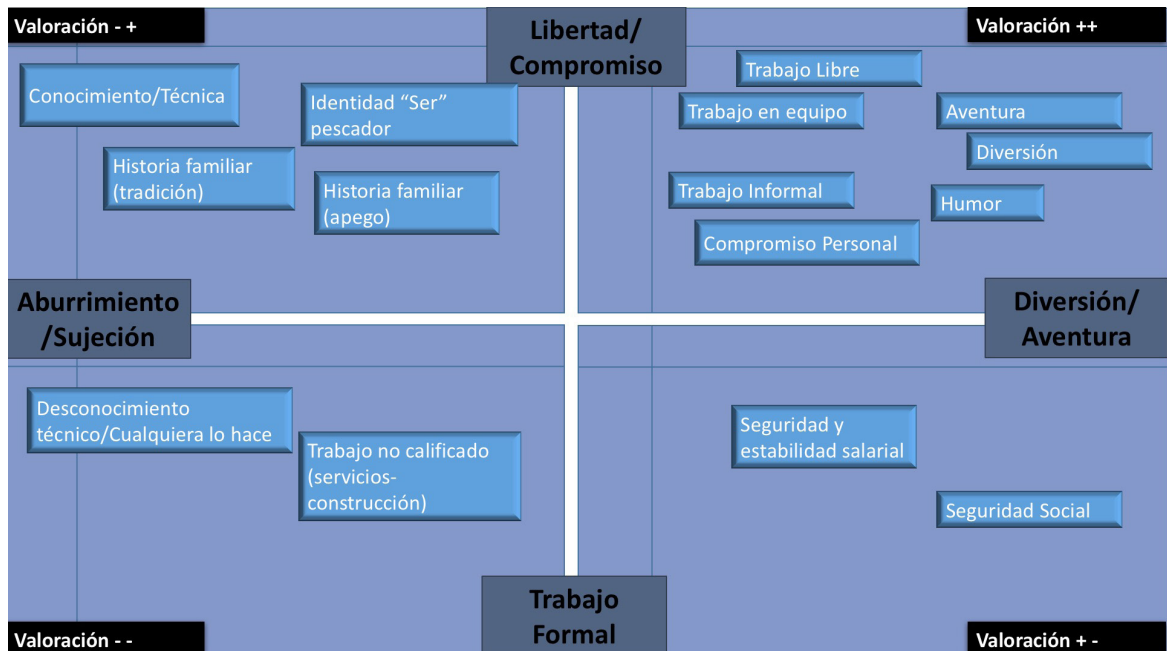 Valoración - +
Libertad/
Compromiso
Valoración ++
Conocimiento/Técnica
Identidad “Ser”
pescador
Historia familiar
(tradición)
Historia familiar
(apego)
Trabajo Libre
Trabajo en equipo
Aventura
Diversión
Trabajo Informal
Humor
Compromiso Personal
Aburrimiento
/Sujeción
Diversión/
Aventura
Desconocimiento
técnico/Cualquiera lo hace
Trabajo no calificado
(servicios-
construcción)
Seguridad y
estabilidad salarial
Seguridad Social
Valoración - -
Trabajo
Formal
Valoración + -